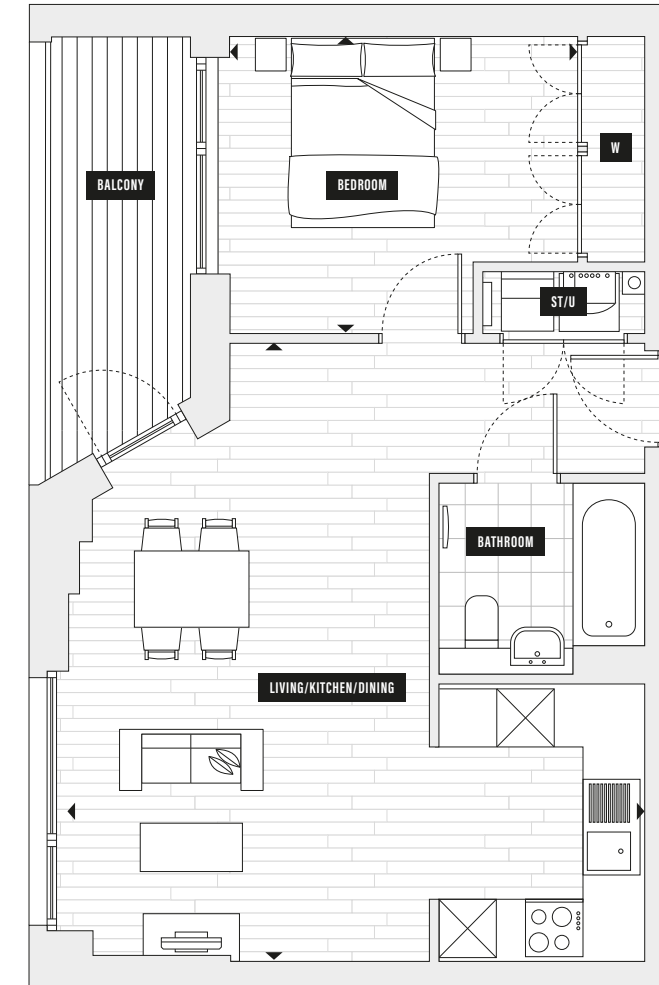 W
BALCONY
BEDROOM
ST/U
BATHROOM
LIVING/KITCHEN/DINING